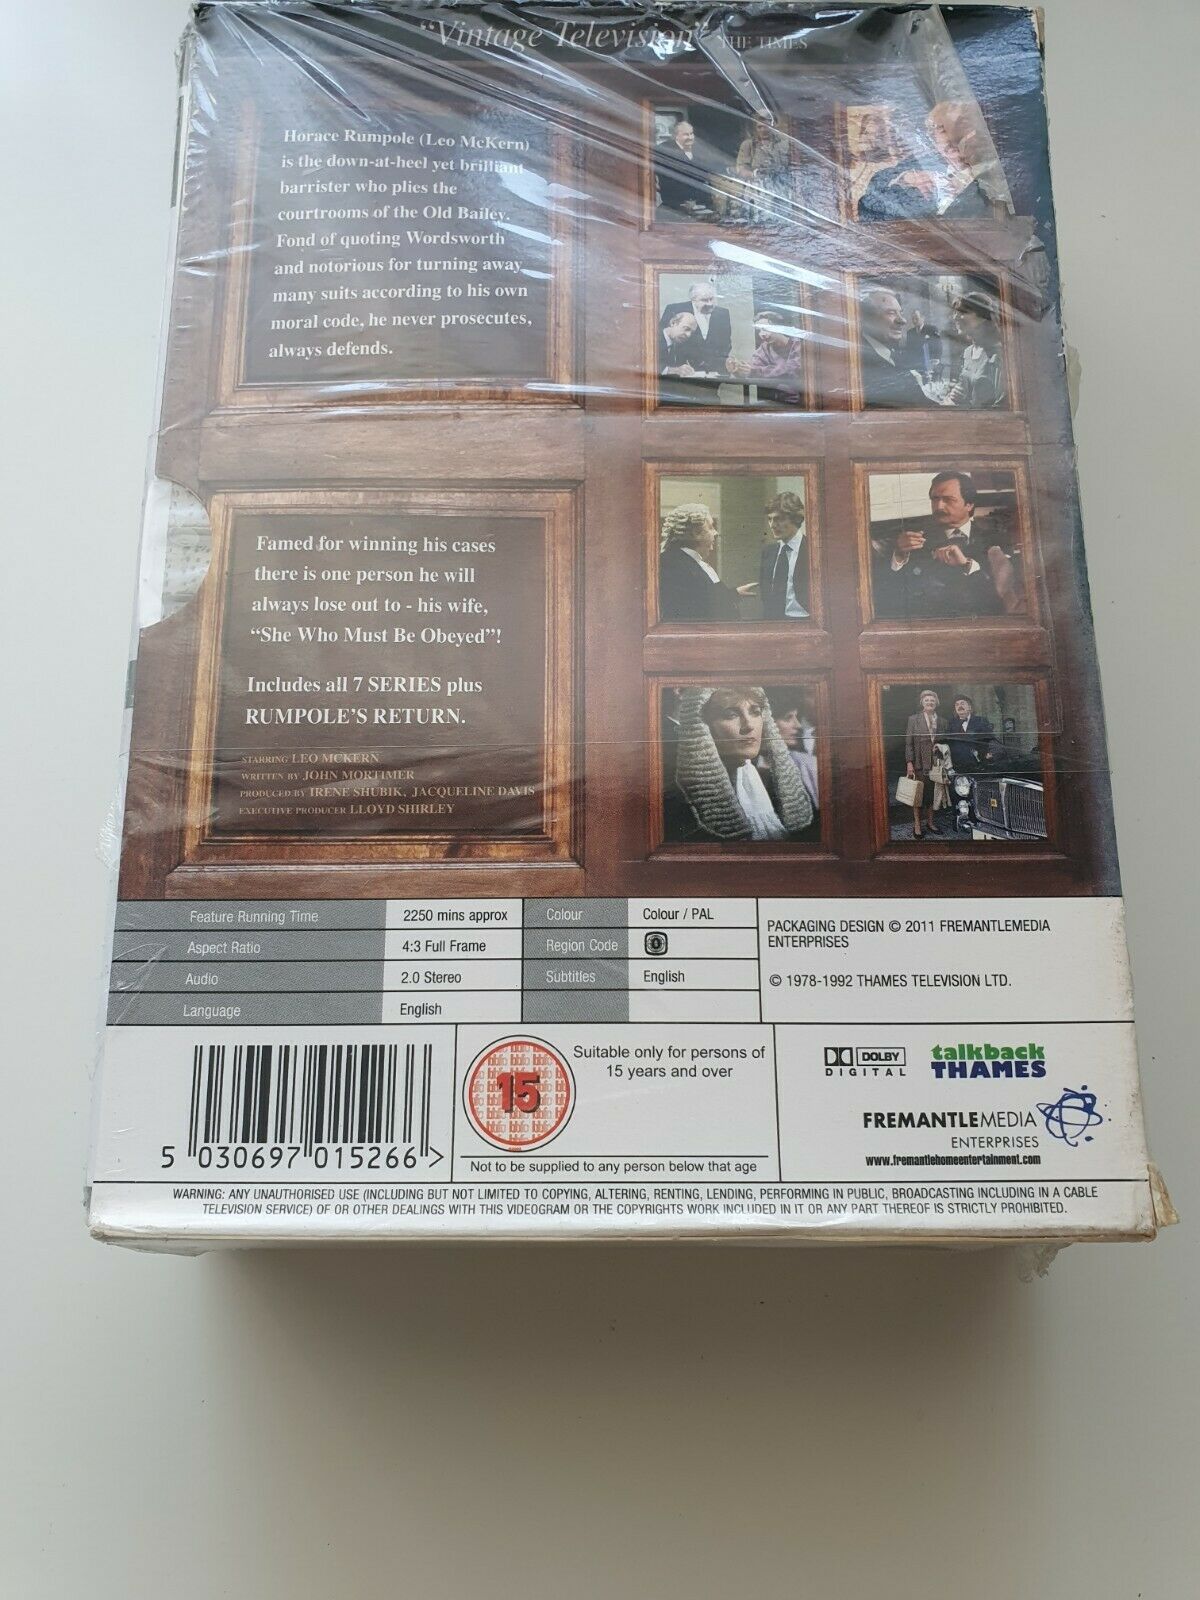 "Vintage Television" THE TIMES
Horace Rumpole (Leo McKern)
is the down-at-heel yet brilliant
barrister who plies the
courtrooms of the Old Bailey.
Fond of quoting Wordsworth
and notorious for turning away
many suits according to his own
moral code, he never prosecutes,
always defends.
Famed for winning his cases
there is one person he will
always lose out to - his wife,
"She Who Must Be Obeyed"!
Includes all 7 SERIES plus
RUMPOLE'S RETURN.
STARRING LEO MCKERN
WRITTEN BY JOHN MORTIMER
PRODUCED BY IRENE SHUBIK, JACQUELINE DAVIS
EXECUTIVE PRODUCER LLOYD SHIRLEY
Feature Running Time 2250 mins approx Colour Colour / PAL
Aspect Ratio 4:3 Full Frame Region Code 0
Audio 2.0 Stereo Subtitles English
Language English
PACKAGING DESIGN © 2011 FREMANTLEMEDIA
ENTERPRISES
© 1978-1992 THAMES TELEVISION LTD.
5 030697 015266 >
15
Suitable only for persons of
15 years and over
Not to be supplied to any person below that age
DOLBY
DIGITAL
talkback
THAMES
FREMANTLEMEDIA
ENTERPRISES
www.fremantlehomeentertainment.com
WARNING: ANY UNAUTHORISED USE (INCLUDING BUT NOT LIMITED TO COPYING, ALTERING, RENTING, LENDING, PERFORMING IN PUBLIC, BROADCASTING INCLUDING IN A CABLE
TELEVISION SERVICE) OF OR OTHER DEALINGS WITH THIS VIDEOGRAM OR THE COPYRIGHTS WORK INCLUDED IN IT OR ANY PART THEREOF IS STRICTLY PROHIBITED.